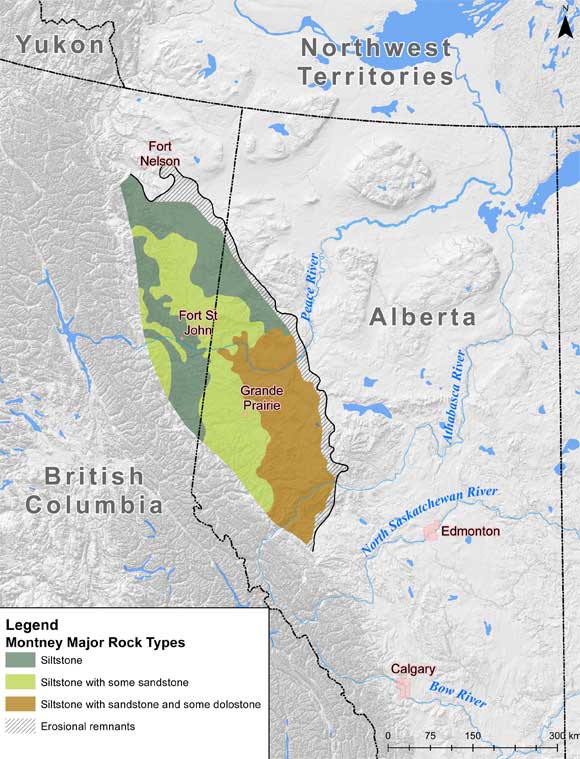 Yukon
Northwest
Territories
N
Fort
Nelson
Peace River
Fort St
John
Alberta
Grande
Prairie
Athabasca River
British
Columbia
North Saskatchewan River
Edmonton
Calgary
Bow River
Legend
Montney Major Rock Types
Siltstone
Siltstone with some sandstone
Siltstone with sandstone and some dolostone
Erosional remnants
0 75 150 225 300 km